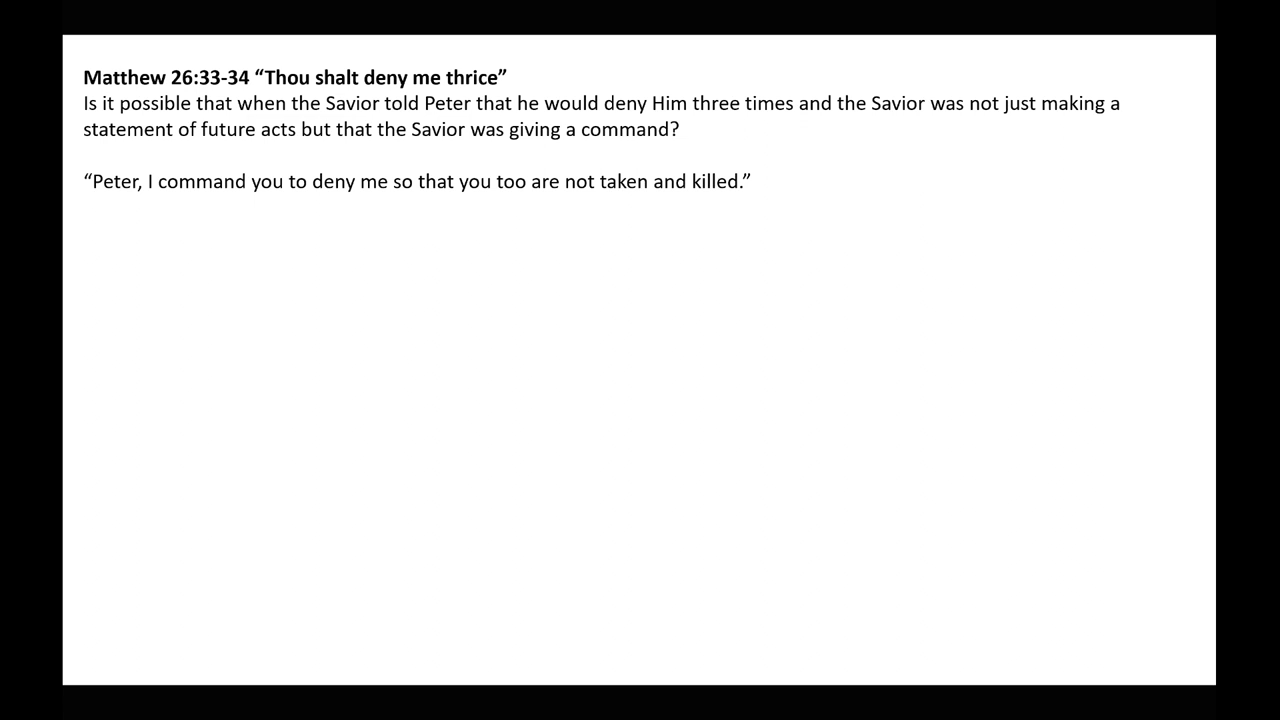 Matthew 26:33-34 “Thou shalt deny me thrice”
Is it possible that when the Savior told Peter that he would deny Him three times and the Savior was not just making a
statement of future acts but that the Savior was giving a command?
“Peter, I command you to deny me so that you too are not taken and killed.”